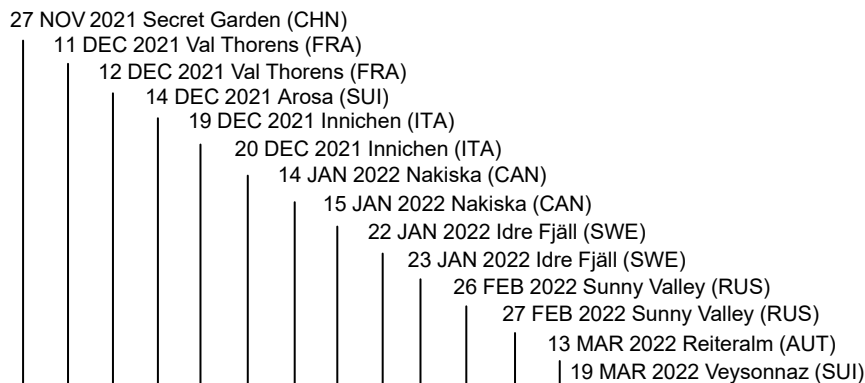 27 NOV 2021 Secret Garden (CHN)
11 DEC 2021 Val Thorens (FRA)
12 DEC 2021 Val Thorens (FRA)
14 DEC 2021 Arosa (SUI)
19 DEC 2021 Innichen (ITA)
20 DEC 2021 Innichen (ITA)
14 JAN 2022 Nakiska (CAN)
15 JAN 2022 Nakiska (CAN)
22 JAN 2022 Idre Fjäll (SWE)
23 JAN 2022 Idre Fjäll (SWE)
26 FEB 2022 Sunny Valley (RUS)
27 FEB 2022 Sunny Valley (RUS)
13 MAR 2022 Reiteralm (AUT)
19 MAR 2022 Veysonnaz (SUI)